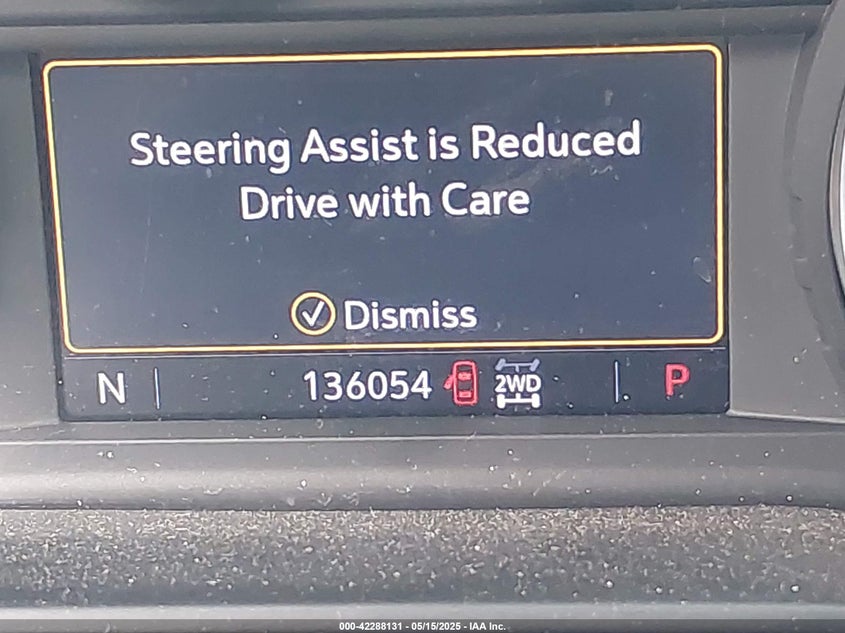 Steering Assist is Reduced
Drive with Care
Dismiss
N 136054 2WD P
000-42288131 - 05/15/2025 - IAA Inc.